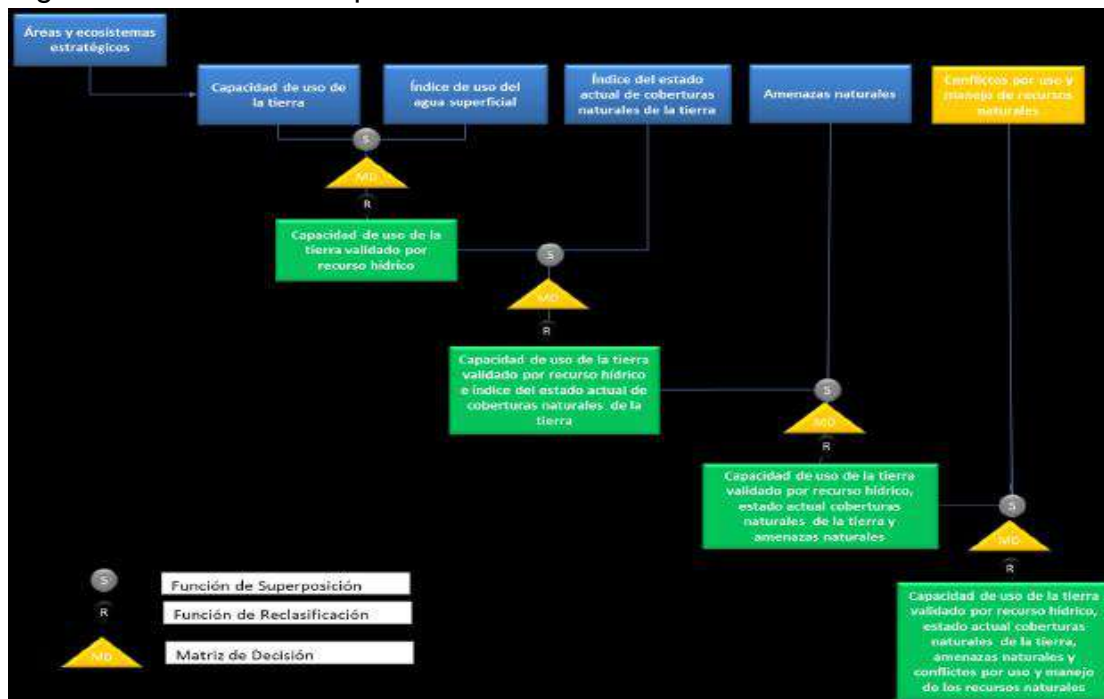 Áreas y ecosistemas
estratégicos
Capacidad de uso de
la tierra
Índice de uso del
agua superficial
Índice del estado
actual de coberturas
naturales de la tierra
Amenazas naturales
Conflictos por uso y
manejo de recursos
naturales
S
MD
R
Capacidad de uso de la
tierra validado por
recurso hídrico
S
MD
R
Capacidad de uso de la tierra
validado por recurso hídrico
e índice del estado actual de
coberturas naturales de la
tierra
S
MD
R
Capacidad de uso de la tierra
validado por recurso hídrico,
estado actual coberturas
naturales de la tierra y
amenazas naturales
S
MD
R
Capacidad de uso de la tierra
validado por recurso hídrico,
estado actual coberturas
naturales de la tierra,
amenazas naturales y
conflictos por uso y manejo
de los recursos naturales
S
Función de Superposición
R
Función de Reclasificación
MD
Matriz de Decisión